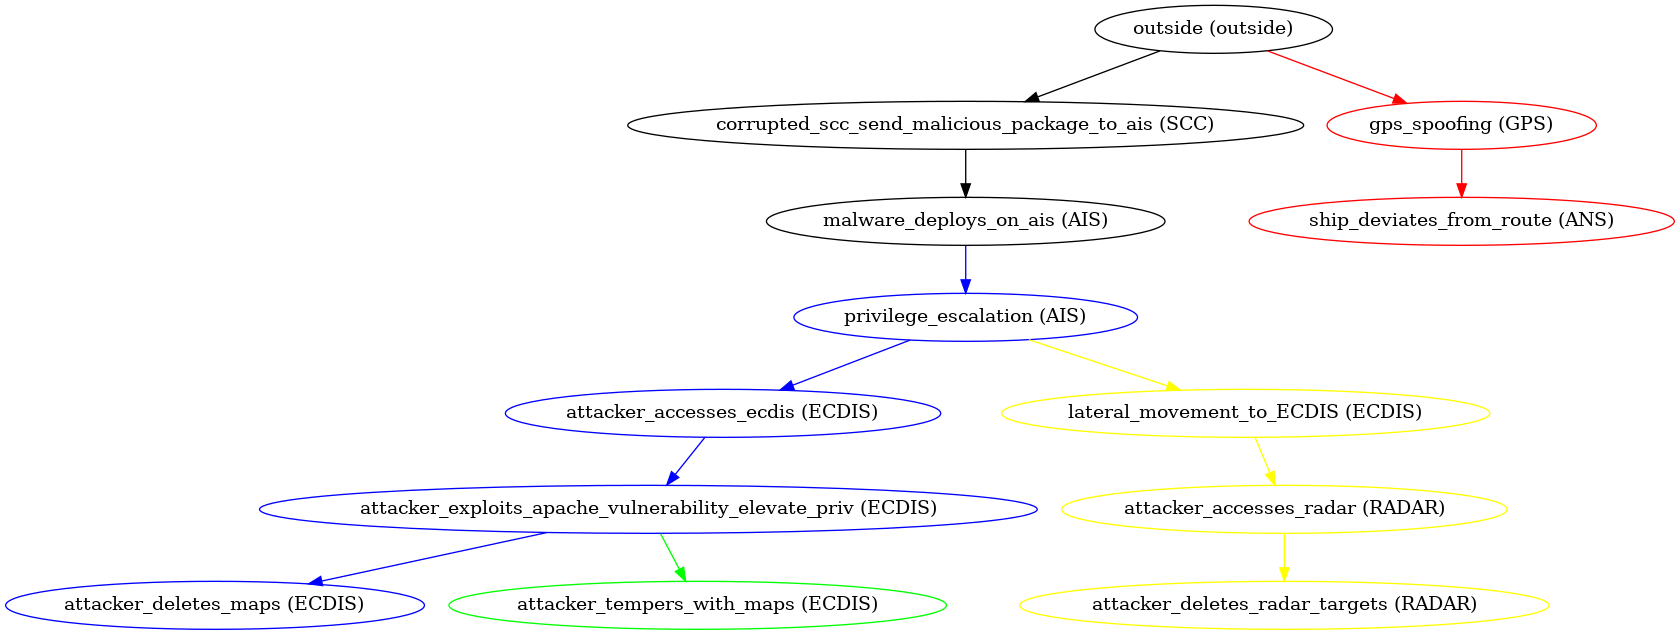 outside (outside)
corrupted_scc_send_malicious_package_to_ais (SCC)
gps_spoofing (GPS)
malware_deploys_on_ais (AIS)
ship_deviates_from_route (ANS)
privilege_escalation (AIS)
attacker_accesses_ecdis (ECDIS)
lateral_movement_to_ECDIS (ECDIS)
attacker_exploits_apache_vulnerability_elevate_priv (ECDIS)
attacker_accesses_radar (RADAR)
attacker_deletes_maps (ECDIS)
attacker_tempers_with_maps (ECDIS)
attacker_deletes_radar_targets (RADAR)